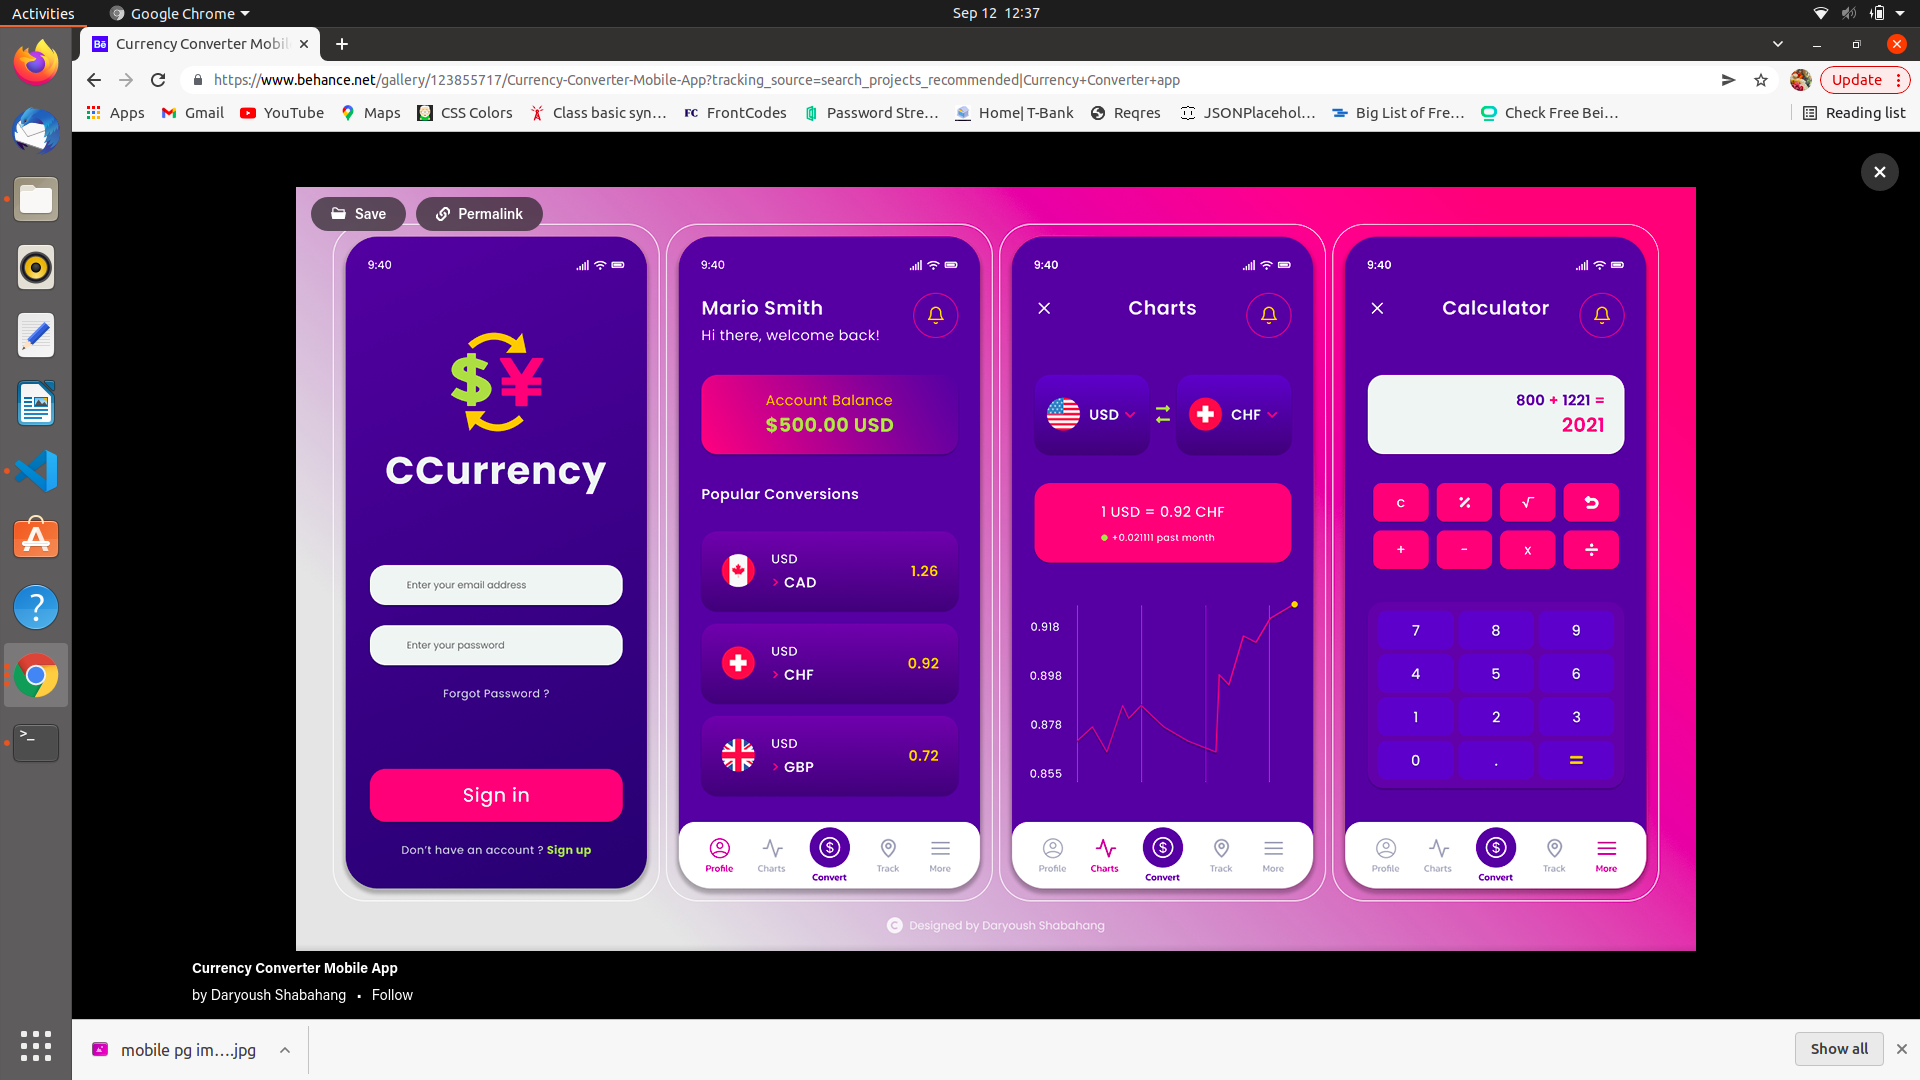 Activities
Google Chrome
Sep 12 12:37
Bē
Currency Converter Mobil
https://www.behance.net/gallery/123855717/Currency-Converter-Mobile-App?tracking_source=search_projects_recommended|Currency+Converter+app
Update
Apps
Gmail
YouTube
Maps
CSS Colors
Class basic syn…
FC
FrontCodes
Password Stre…
Home| T-Bank
Reqres
JSONPlacehol…
Big List of Fre…
Check Free Bei…
Reading list
Save
Permalink
9:40
$ ¥
CCurrency
Enter your email address
Enter your password
Forgot Password ?
Sign in
Don't have an account ? Sign up
9:40
Mario Smith
Hi there, welcome back!
Account Balance
$500.00 USD
Popular Conversions
USD
> CAD
1.26
USD
> CHF
0.92
USD
> GBP
0.72
Profile
Charts
$
Convert
Track
More
9:40
Charts
USD
CHF
1 USD = 0.92 CHF
+0.021111 past month
0.918
0.898
0.878
0.855
Profile
Charts
$
Convert
Track
More
9:40
Calculator
800 + 1221 =
2021
C % √
+ - x ÷
7 8 9
4 5 6
1 2 3
0 . =
Profile
Charts
$
Convert
Track
More
C Designed by Daryoush Shabahang
Currency Converter Mobile App
by Daryoush Shabahang • Follow
mobile pg im….jpg
Show all